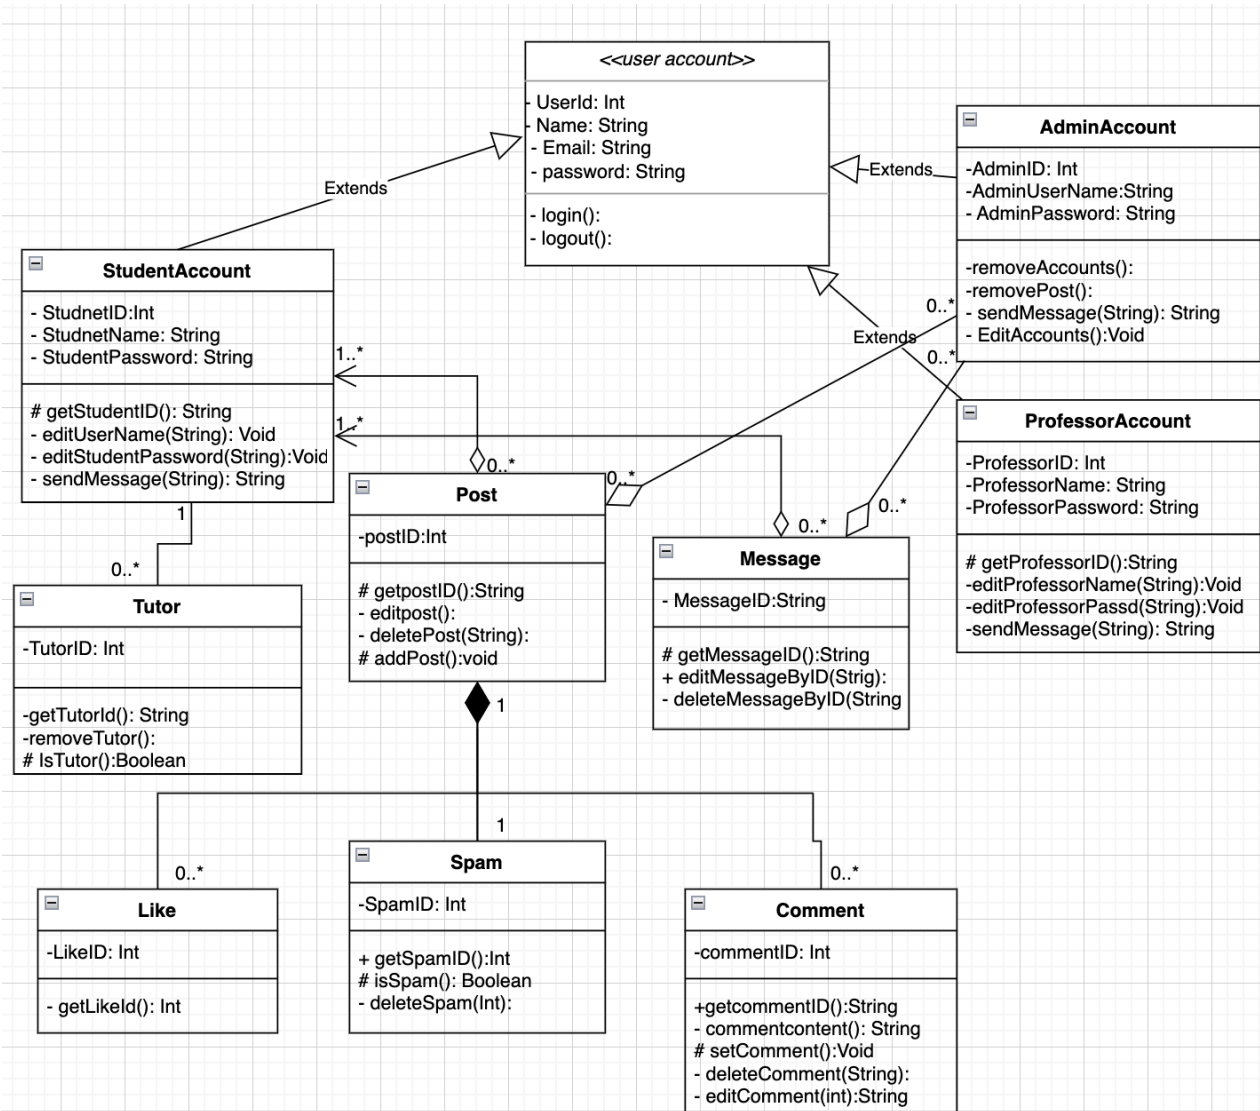 <<user account>>
- UserId: Int
- Name: String
- Email: String
- password: String
- login():
- logout():
Extends
Extends
Extends
AdminAccount
-AdminID: Int
-AdminUserName:String
- AdminPassword: String
-removeAccounts():
-removePost():
- sendMessage(String): String
- EditAccounts():Void
0..*
0..*
StudentAccount
- StudnetID:Int
- StudnetName: String
- StudentPassword: String
# getStudentID(): String
- editUserName(String): Void
- editStudentPassword(String):Void
- sendMessage(String): String
1..*
1..*
1
0..*
ProfessorAccount
-ProfessorID: Int
-ProfessorName: String
-ProfessorPassword: String
# getProfessorID():String
-editProfessorName(String):Void
-editProfessorPassd(String):Void
-sendMessage(String): String
0..*
0..*
Post
-postID:Int
# getpostID():String
- editpost():
- deletePost(String):
# addPost():void
0..*
0..*
Message
- MessageID:String
# getMessageID():String
+ editMessageByID(Strig):
- deleteMessageByID(String
Tutor
-TutorID: Int
-getTutorId(): String
-removeTutor():
# IsTutor():Boolean
1
1
0..*
0..*
Like
-LikeID: Int
- getLikeId(): Int
Spam
-SpamID: Int
+ getSpamID():Int
# isSpam(): Boolean
- deleteSpam(Int):
Comment
-commentID: Int
+getcommentID():String
- commentcontent(): String
# setComment():Void
- deleteComment(String):
- editComment(int):String